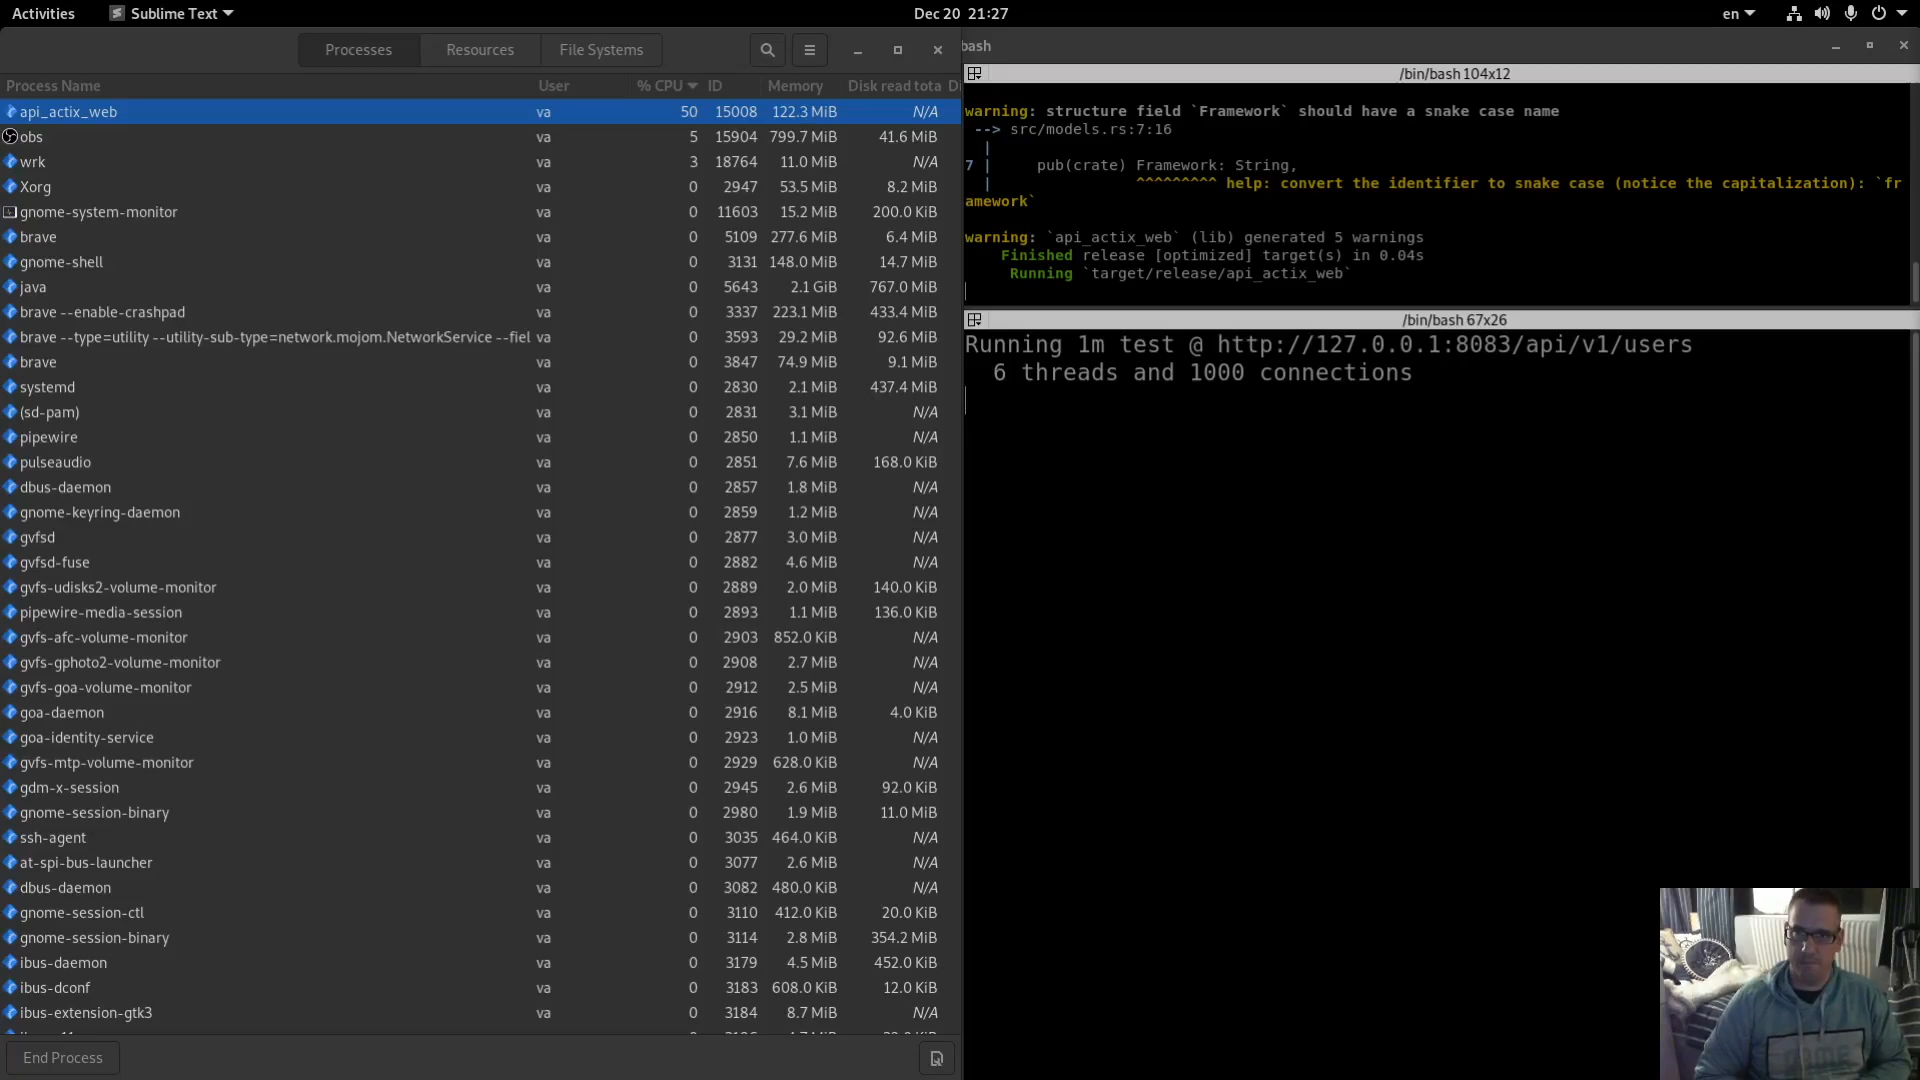 Activities Sublime Text Dec 20 21:27 en
Processes Resources File Systems
Process Name User % CPU ID Memory Disk read tota D
api_actix_web va 50 15008 122.3 MiB N/A
obs va 5 15904 799.7 MiB 41.6 MiB
wrk va 3 18764 11.0 MiB N/A
Xorg va 0 2947 53.5 MiB 8.2 MiB
gnome-system-monitor va 0 11603 15.2 MiB 200.0 KiB
brave va 0 5109 277.6 MiB 6.4 MiB
gnome-shell va 0 3131 148.0 MiB 14.7 MiB
java va 0 5643 2.1 GiB 767.0 MiB
brave --enable-crashpad va 0 3337 223.1 MiB 433.4 MiB
brave --type=utility --utility-sub-type=network.mojom.NetworkService --fiel va 0 3593 29.2 MiB 92.6 MiB
brave va 0 3847 74.9 MiB 9.1 MiB
systemd va 0 2830 2.1 MiB 437.4 MiB
(sd-pam) va 0 2831 3.1 MiB N/A
pipewire va 0 2850 1.1 MiB N/A
pulseaudio va 0 2851 7.6 MiB 168.0 KiB
dbus-daemon va 0 2857 1.8 MiB N/A
gnome-keyring-daemon va 0 2859 1.2 MiB N/A
gvfsd va 0 2877 3.0 MiB N/A
gvfsd-fuse va 0 2882 4.6 MiB N/A
gvfs-udisks2-volume-monitor va 0 2889 2.0 MiB 140.0 KiB
pipewire-media-session va 0 2893 1.1 MiB 136.0 KiB
gvfs-afc-volume-monitor va 0 2903 852.0 KiB N/A
gvfs-gphoto2-volume-monitor va 0 2908 2.7 MiB N/A
gvfs-goa-volume-monitor va 0 2912 2.5 MiB N/A
goa-daemon va 0 2916 8.1 MiB 4.0 KiB
goa-identity-service va 0 2923 1.0 MiB N/A
gvfs-mtp-volume-monitor va 0 2929 628.0 KiB N/A
gdm-x-session va 0 2945 2.6 MiB 92.0 KiB
gnome-session-binary va 0 2980 1.9 MiB 11.0 MiB
ssh-agent va 0 3035 464.0 KiB N/A
at-spi-bus-launcher va 0 3077 2.6 MiB N/A
dbus-daemon va 0 3082 480.0 KiB N/A
gnome-session-ctl va 0 3110 412.0 KiB 20.0 KiB
gnome-session-binary va 0 3114 2.8 MiB 354.2 MiB
ibus-daemon va 0 3179 4.5 MiB 452.0 KiB
ibus-dconf va 0 3183 608.0 KiB 12.0 KiB
ibus-extension-gtk3 va 0 3184 8.7 MiB N/A
End Process
bash
/bin/bash 104x12
warning: structure field `Framework` should have a snake case name
--> src/models.rs:7:16
|
7 | pub(crate) Framework: String,
| ^^^^^^^^^ help: convert the identifier to snake case (notice the capitalization): `fr
amework`
warning: `api_actix_web` (lib) generated 5 warnings
Finished release [optimized] target(s) in 0.04s
Running `target/release/api_actix_web`
/bin/bash 67x26
Running 1m test @ http://127.0.0.1:8083/api/v1/users
6 threads and 1000 connections